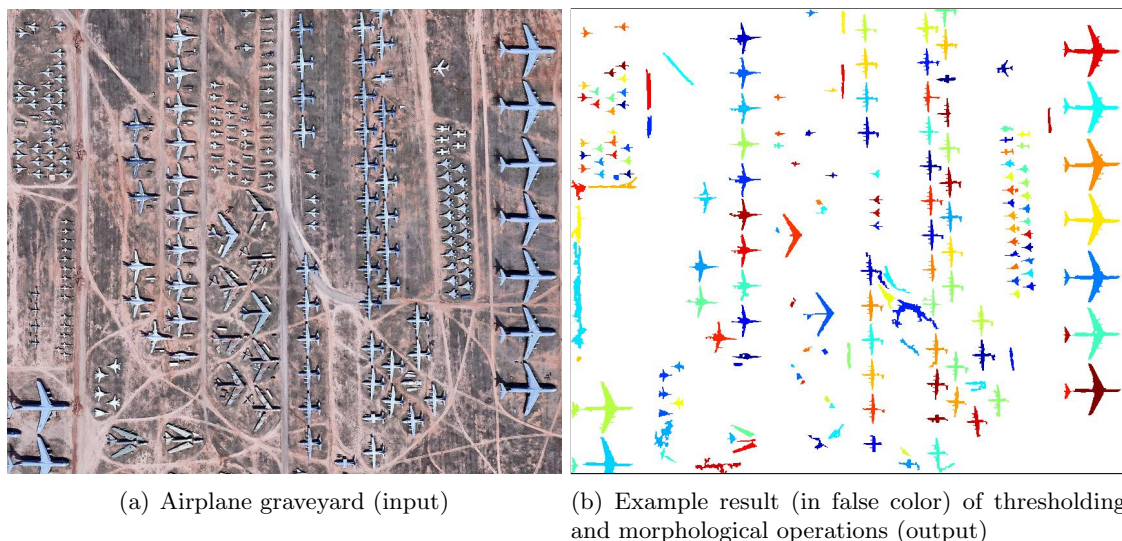 (a) Airplane graveyard (input)
(b) Example result (in false color) of thresholding
and morphological operations (output)